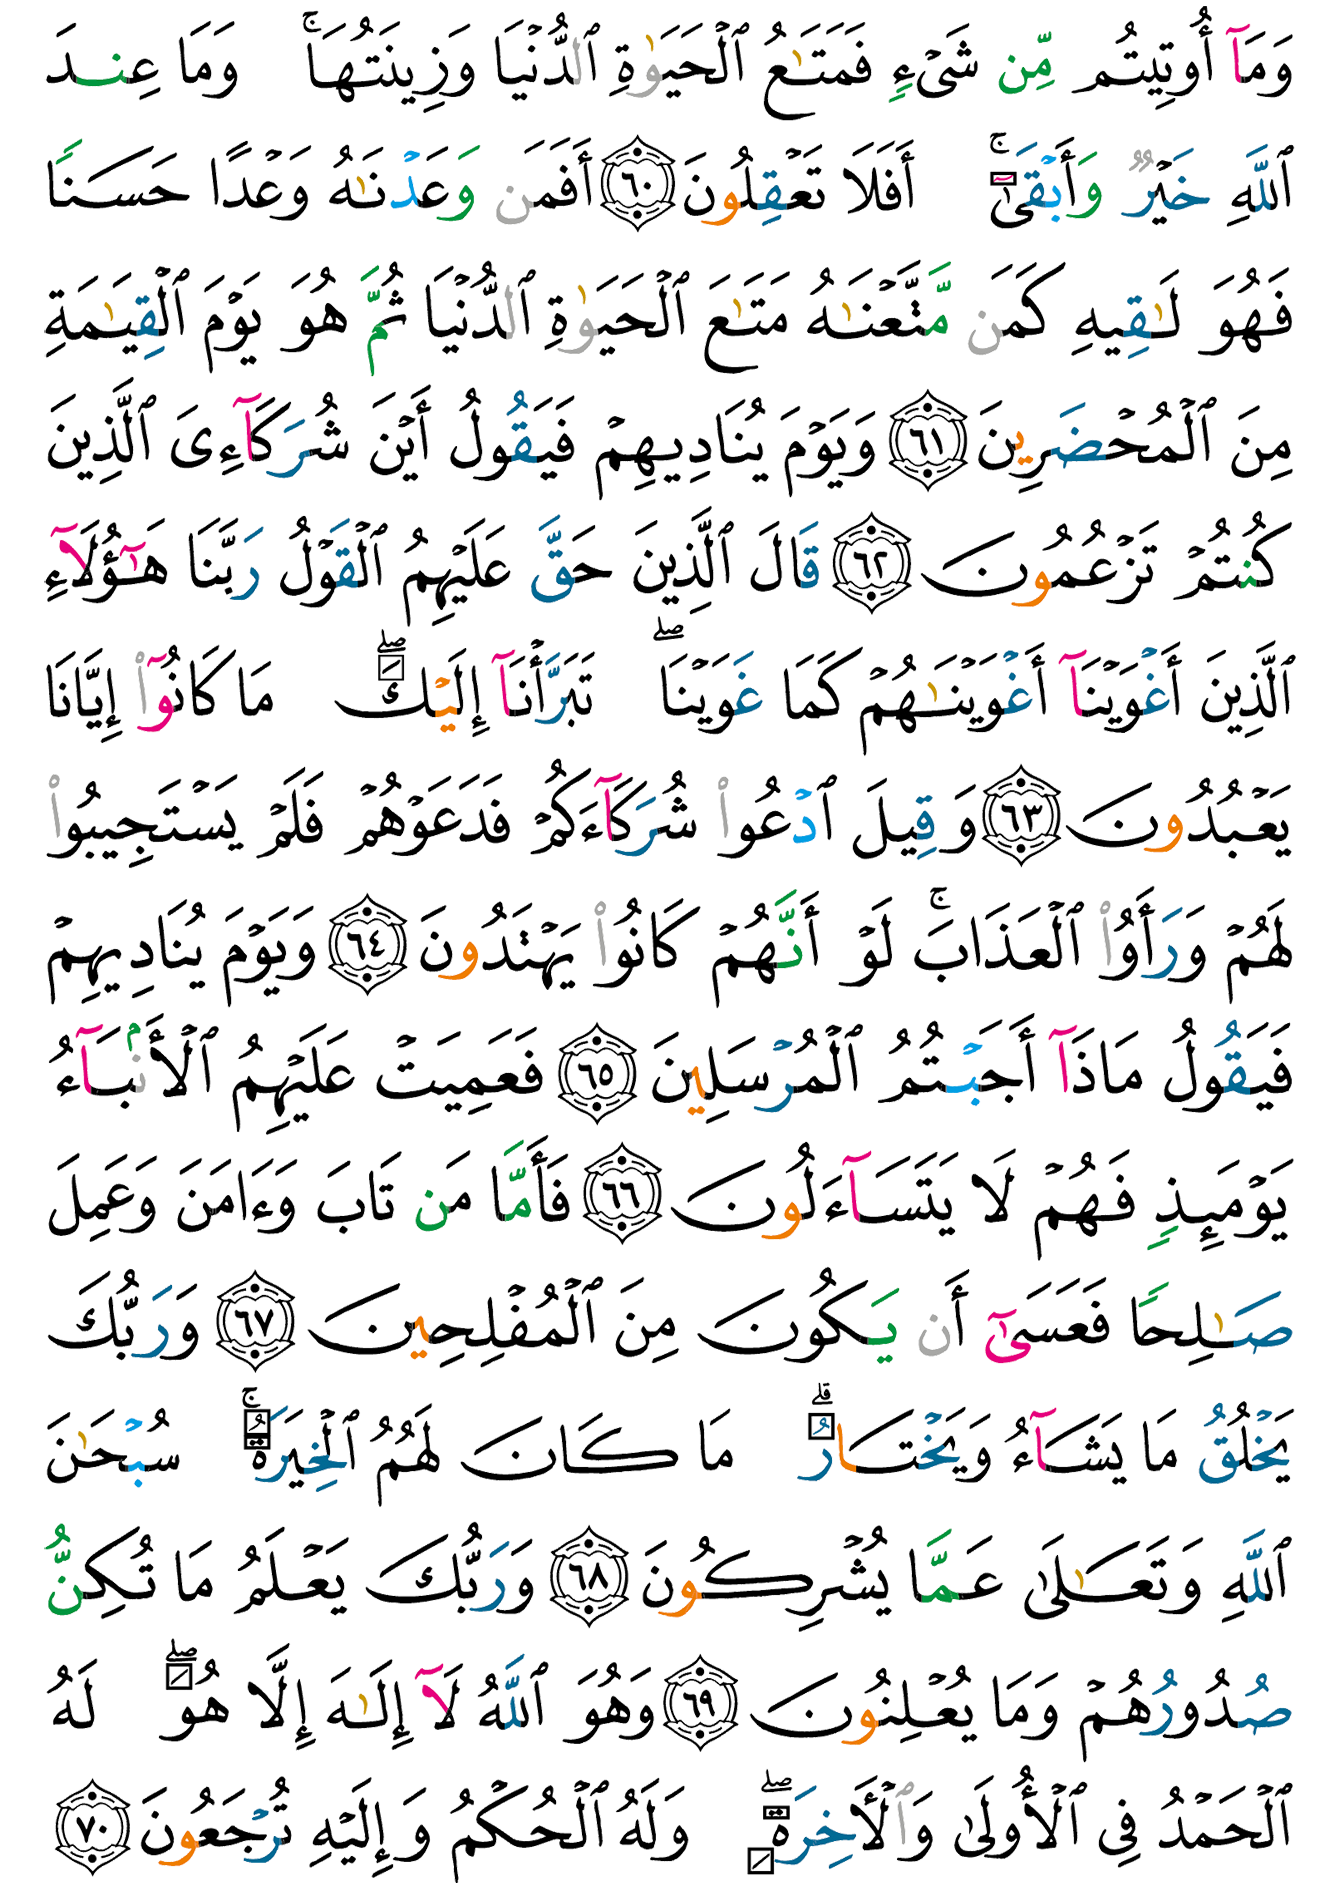 وَمَآ أُوتِيتُم مِّن شَىْءٍ فَمَتَـٰعُ ٱلْحَيَوٰةِ ٱلدُّنْيَا وَزِينَتُهَا ۚ وَمَا عِندَ
ٱللَّهِ خَيْرٌ وَأَبْقَىٰٓ ۚ أَفَلَا تَعْقِلُونَ ٦٠ أَفَمَن وَعَدْنَـٰهُ وَعْدًا حَسَنًا
فَهُوَ لَـٰقِيهِ كَمَن مَّتَّعْنَـٰهُ مَتَـٰعَ ٱلْحَيَوٰةِ ٱلدُّنْيَا ثُمَّ هُوَ يَوْمَ ٱلْقِيَـٰمَةِ
مِنَ ٱلْمُحْضَرِينَ ٦١ وَيَوْمَ يُنَادِيهِمْ فَيَقُولُ أَيْنَ شُرَكَآءِىَ ٱلَّذِينَ
كُنتُمْ تَزْعُمُونَ ٦٢ قَالَ ٱلَّذِينَ حَقَّ عَلَيْهِمُ ٱلْقَوْلُ رَبَّنَا هَـٰٓؤُلَآءِ
ٱلَّذِينَ أَغْوَيْنَآ أَغْوَيْنَـٰهُمْ كَمَا غَوَيْنَا ۖ تَبَرَّأْنَآ إِلَيْكَ ۖ مَا كَانُوٓا۟ إِيَّانَا
يَعْبُدُونَ ٦٣ وَقِيلَ ٱدْعُوا۟ شُرَكَآءَكُمْ فَدَعَوْهُمْ فَلَمْ يَسْتَجِيبُوا۟
لَهُمْ وَرَأَوُا۟ ٱلْعَذَابَ ۚ لَوْ أَنَّهُمْ كَانُوا۟ يَهْتَدُونَ ٦٤ وَيَوْمَ يُنَادِيهِمْ
فَيَقُولُ مَاذَآ أَجَبْتُمُ ٱلْمُرْسَلِينَ ٦٥ فَعَمِيَتْ عَلَيْهِمُ ٱلْأَنۢبَآءُ
يَوْمَئِذٍ فَهُمْ لَا يَتَسَآءَلُونَ ٦٦ فَأَمَّا مَن تَابَ وَءَامَنَ وَعَمِلَ
صَـٰلِحًا فَعَسَىٰٓ أَن يَكُونَ مِنَ ٱلْمُفْلِحِينَ ٦٧ وَرَبُّكَ
يَخْلُقُ مَا يَشَآءُ وَيَخْتَارُ ۗ مَا كَانَ لَهُمُ ٱلْخِيَرَةُ ۚ سُبْحَـٰنَ
ٱللَّهِ وَتَعَـٰلَىٰ عَمَّا يُشْرِكُونَ ٦٨ وَرَبُّكَ يَعْلَمُ مَا تُكِنُّ
صُدُورُهُمْ وَمَا يُعْلِنُونَ ٦٩ وَهُوَ ٱللَّهُ لَآ إِلَـٰهَ إِلَّا هُوَ ۖ لَهُ
ٱلْحَمْدُ فِى ٱلْأُولَىٰ وَٱلْـَٔاخِرَةِ ۖ وَلَهُ ٱلْحُكْمُ وَإِلَيْهِ تُرْجَعُونَ ٧٠